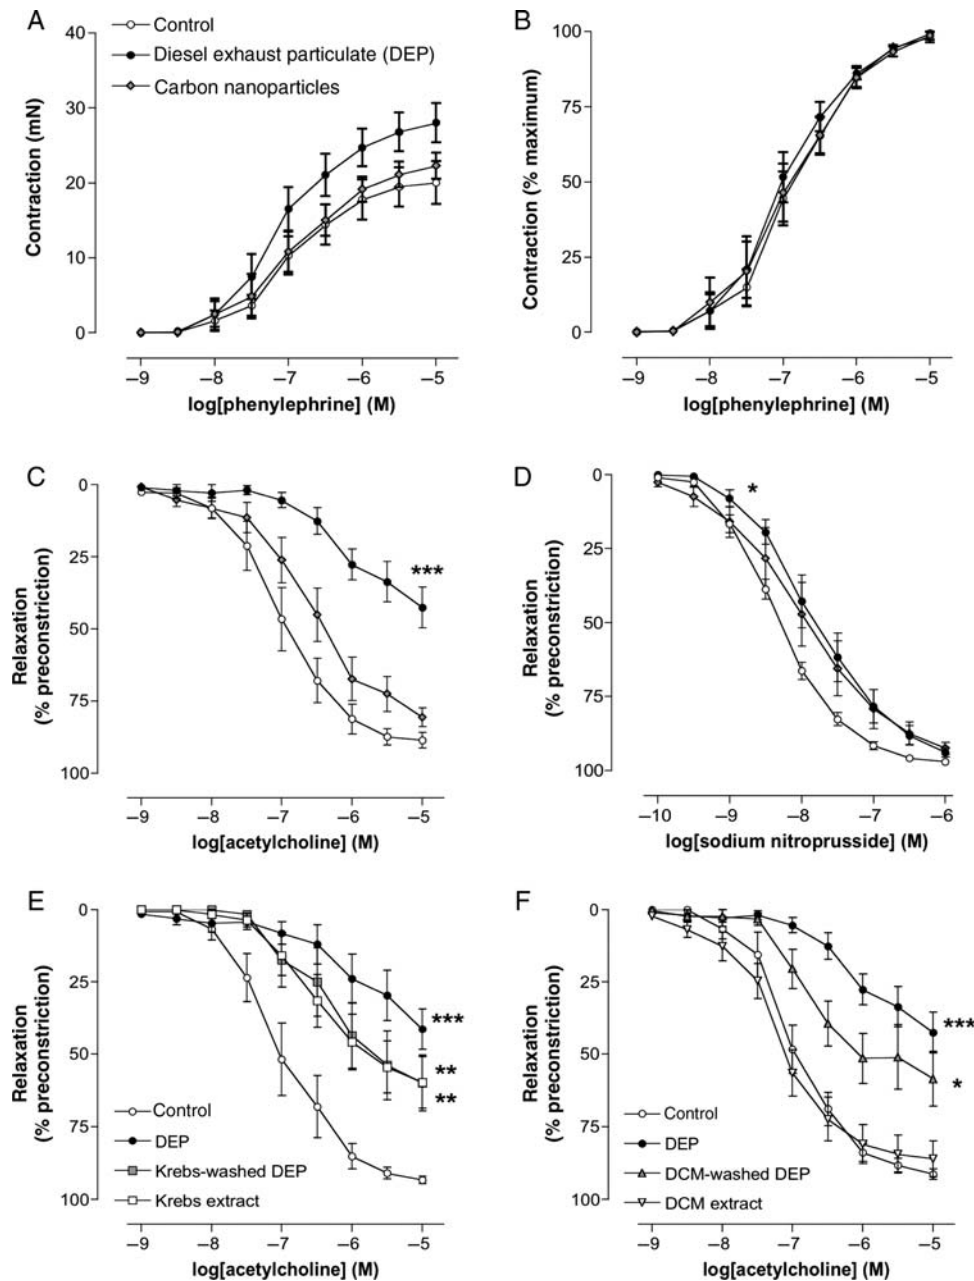 A
Control
Diesel exhaust particulate (DEP)
Carbon nanoparticles
Contraction (mN)
40
30
20
10
0
–9 –8 –7 –6 –5
log[phenylephrine] (M)
B
Contraction (% maximum)
100
75
50
25
0
–9 –8 –7 –6 –5
log[phenylephrine] (M)
C
Relaxation
(% preconstriction)
0
25
50
75
100
***
–9 –8 –7 –6 –5
log[acetylcholine] (M)
D
Relaxation
(% preconstriction)
0
25
50
75
100
*
–10 –9 –8 –7 –6
log[sodium nitroprusside] (M)
E
Relaxation
(% preconstriction)
0
25
50
75
100
***
**
**
Control
DEP
Krebs-washed DEP
Krebs extract
–9 –8 –7 –6 –5
log[acetylcholine] (M)
F
Relaxation
(% preconstriction)
0
25
50
75
100
***
*
Control
DEP
DCM-washed DEP
DCM extract
–9 –8 –7 –6 –5
log[acetylcholine] (M)